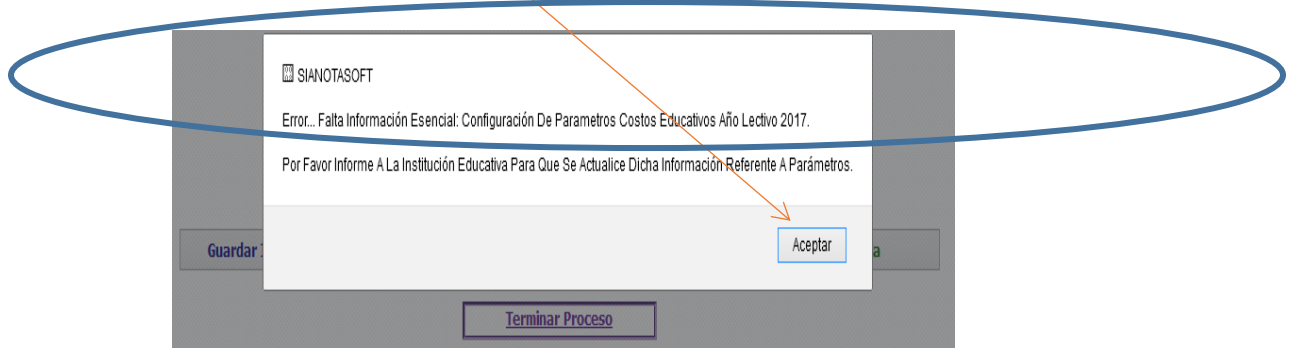 SIANOTASOFT
Error... Falta Información Esencial: Configuración De Parametros Costos Educativos Año Lectivo 2017.
Por Favor Informe A La Institución Educativa Para Que Se Actualice Dicha Información Referente A Parámetros.
Aceptar
Guardar
Terminar Proceso